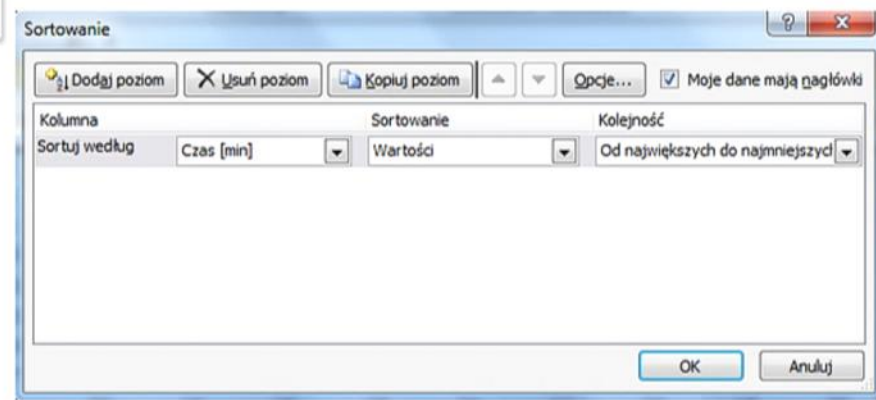 Sortowanie
Dodaj poziom Usuń poziom Kopiuj poziom Opcje... Moje dane mają nagłówki
Kolumna Sortowanie Kolejność
Sortuj według Czas [min] Wartości Od największych do najmniejszych
OK Anuluj